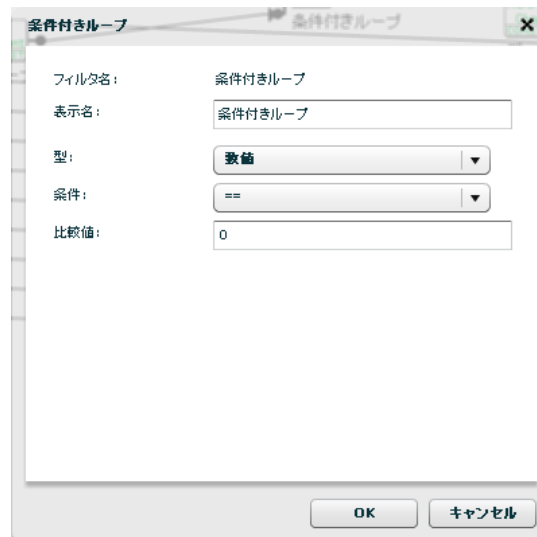 条件付きループ
条件付きループ
フィルタ名: 条件付きループ
表示名: 条件付きループ
型: 数値
条件: ==
比較値: 0
OK キャンセル